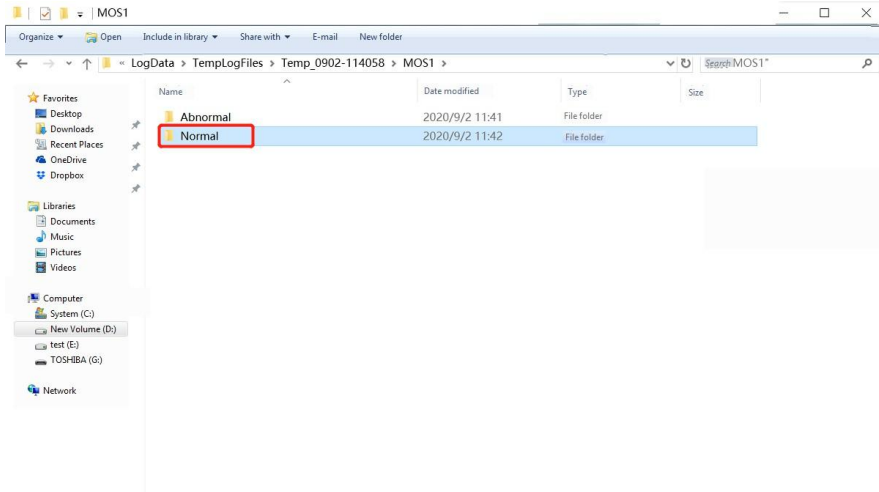 MOS1
Organize Open Include in library Share with E-mail New folder
« LogData > TempLogFiles > Temp_0902-114058 > MOS1 >
Search MOS1"
Name Date modified Type Size
Abnormal 2020/9/2 11:41 File folder
Normal 2020/9/2 11:42 File folder
Favorites
Desktop
Downloads
Recent Places
OneDrive
Dropbox
Libraries
Documents
Music
Pictures
Videos
Computer
System (C:)
New Volume (D:)
test (E:)
TOSHIBA (G:)
Network